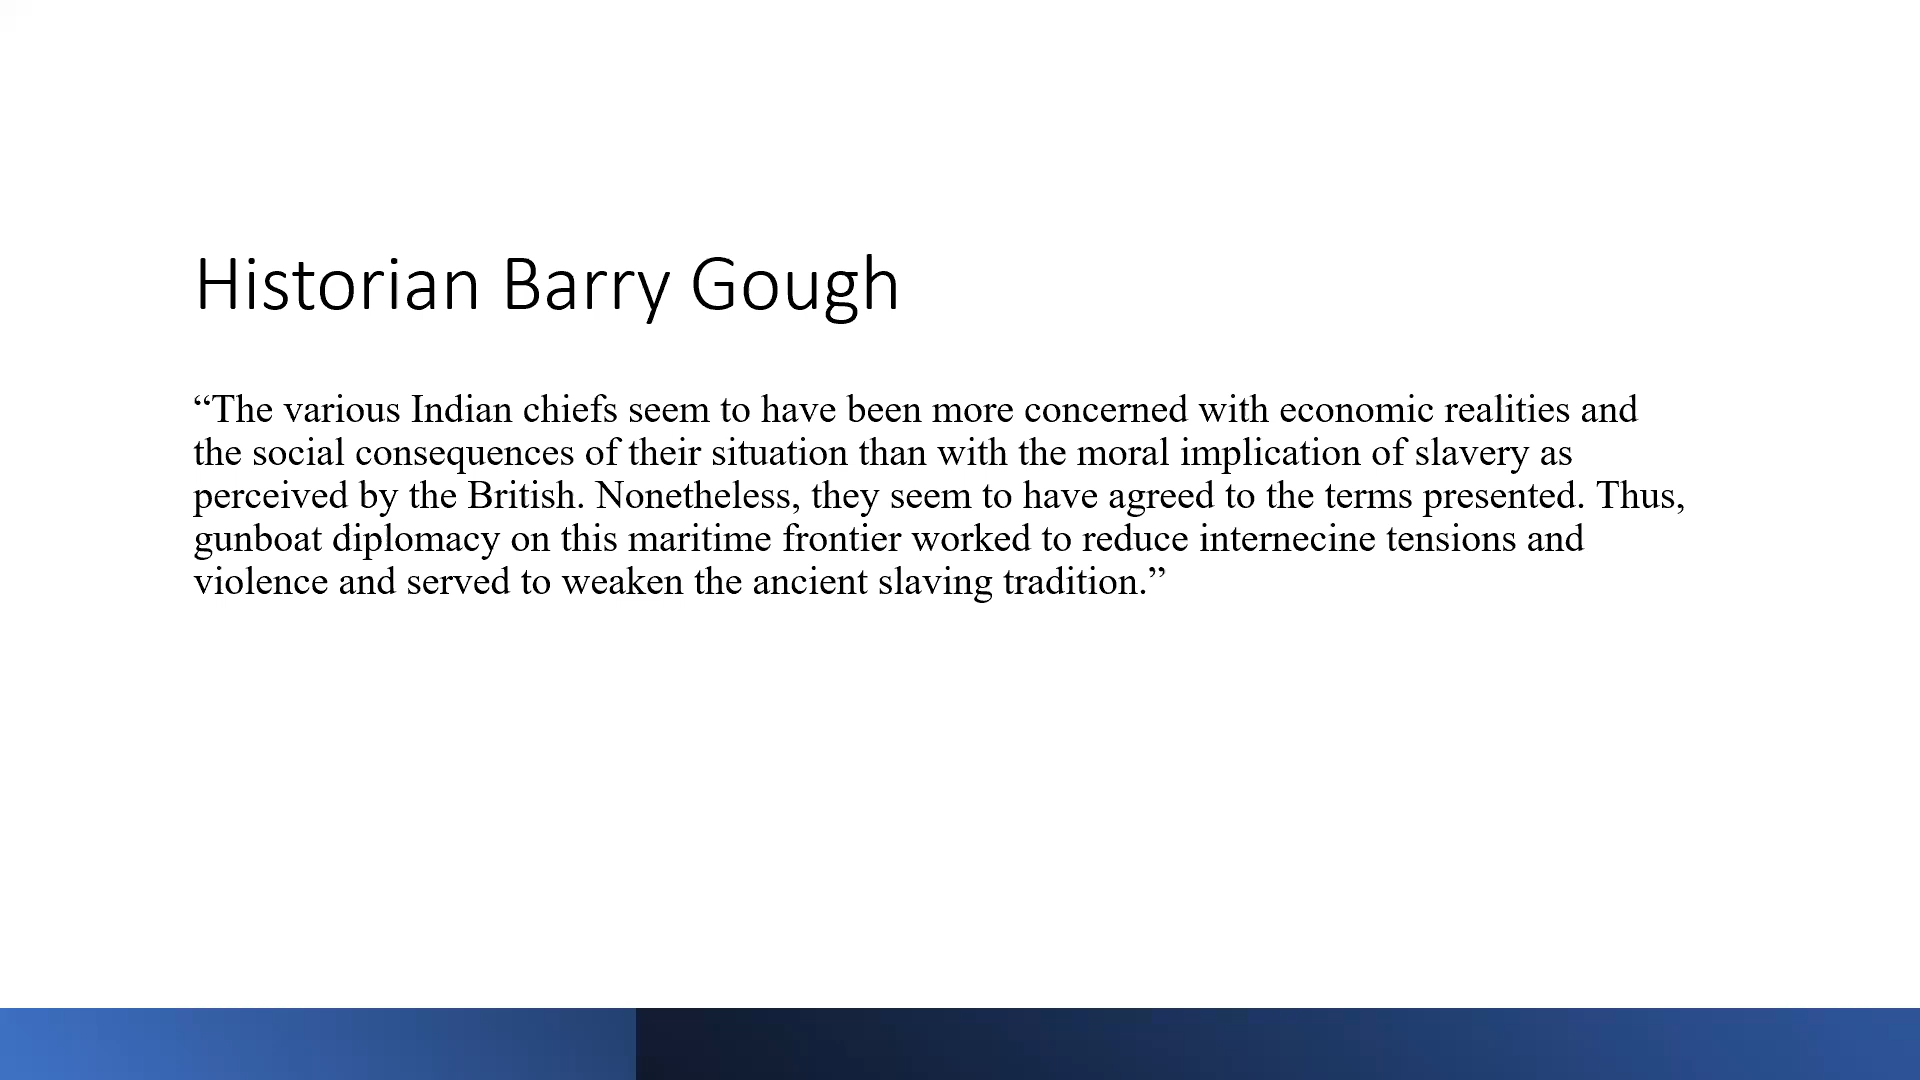 Historian Barry Gough
“The various Indian chiefs seem to have been more concerned with economic realities and
the social consequences of their situation than with the moral implication of slavery as
perceived by the British. Nonetheless, they seem to have agreed to the terms presented. Thus,
gunboat diplomacy on this maritime frontier worked to reduce internecine tensions and
violence and served to weaken the ancient slaving tradition.”